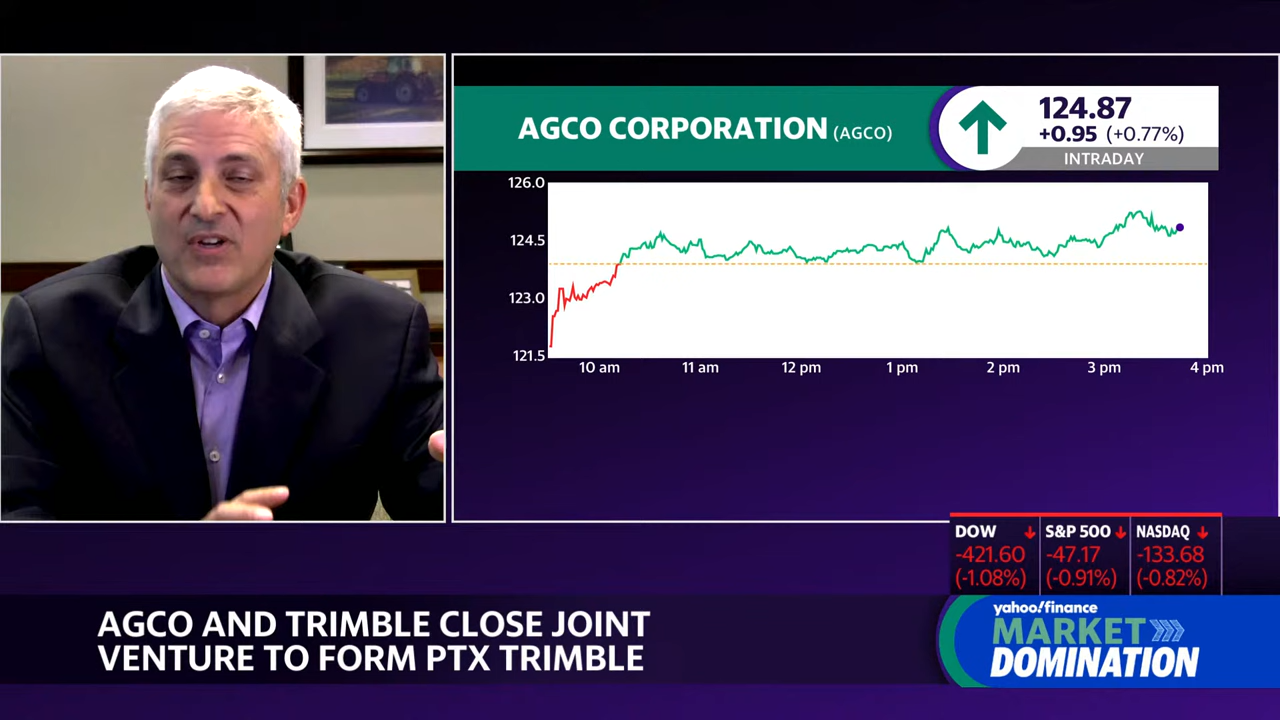 AGCO CORPORATION (AGCO)
124.87
+0.95 (+0.77%)
INTRADAY
126.0
124.5
123.0
121.5
10 am 11 am 12 pm 1 pm 2 pm 3 pm 4 pm
DOW S&P 500 NASDAQ
-421.60 -47.17 -133.68
(-1.08%) (-0.91%) (-0.82%)
AGCO AND TRIMBLE CLOSE JOINT
VENTURE TO FORM PTX TRIMBLE
yahoo!finance
MARKET
DOMINATION